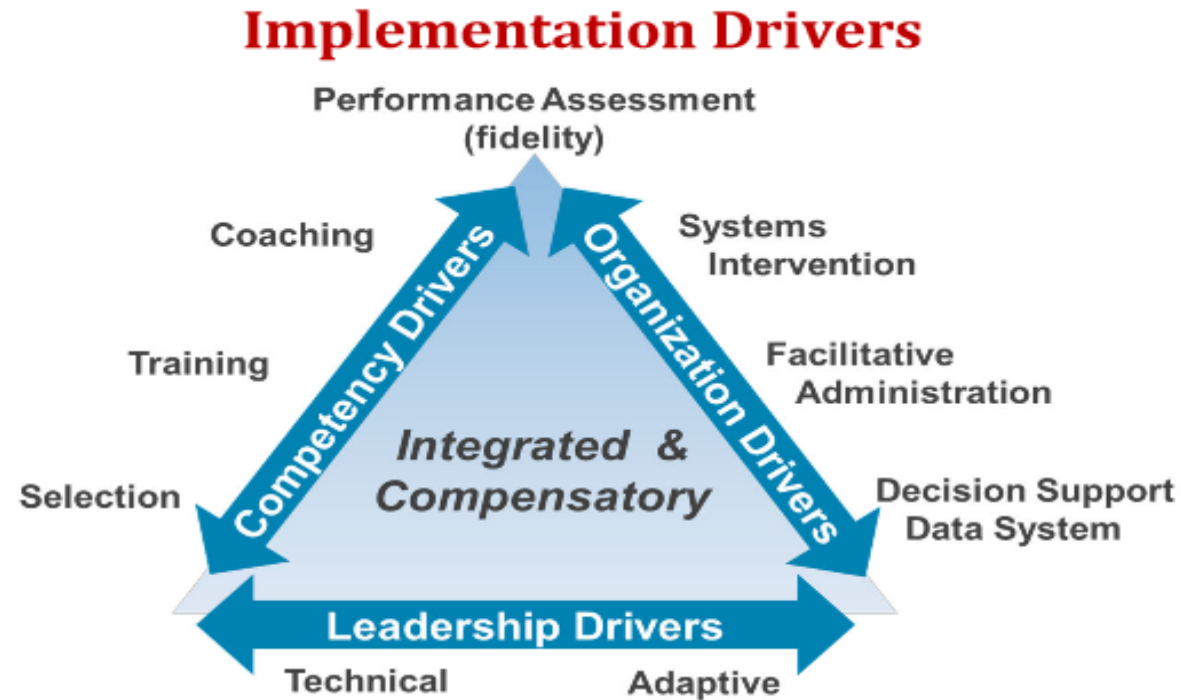 Implementation Drivers
Performance Assessment
(fidelity)
Coaching
Training
Selection
Competency Drivers
Organization Drivers
Systems
Intervention
Facilitative
Administration
Decision Support
Data System
Integrated & 
Compensatory
Leadership Drivers
Technical
Adaptive